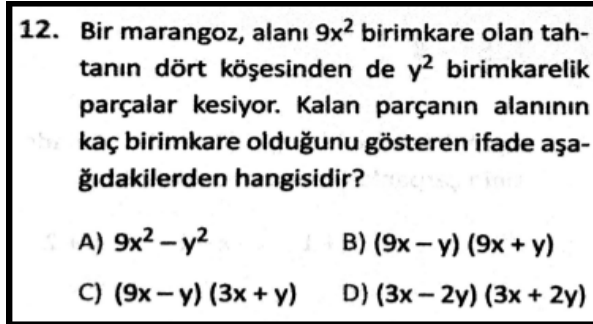 12. Bir marangoz, alanı 9x² birimkare olan tah-
tanın dört köşesinden de y² birimkarelik
parçalar kesiyor. Kalan parçanın alanının
kaç birimkare olduğunu gösteren ifade aşa-
ğıdakilerden hangisidir?
A) 9x² – y² B) (9x – y) (9x + y)
C) (9x – y) (3x + y) D) (3x – 2y) (3x + 2y)